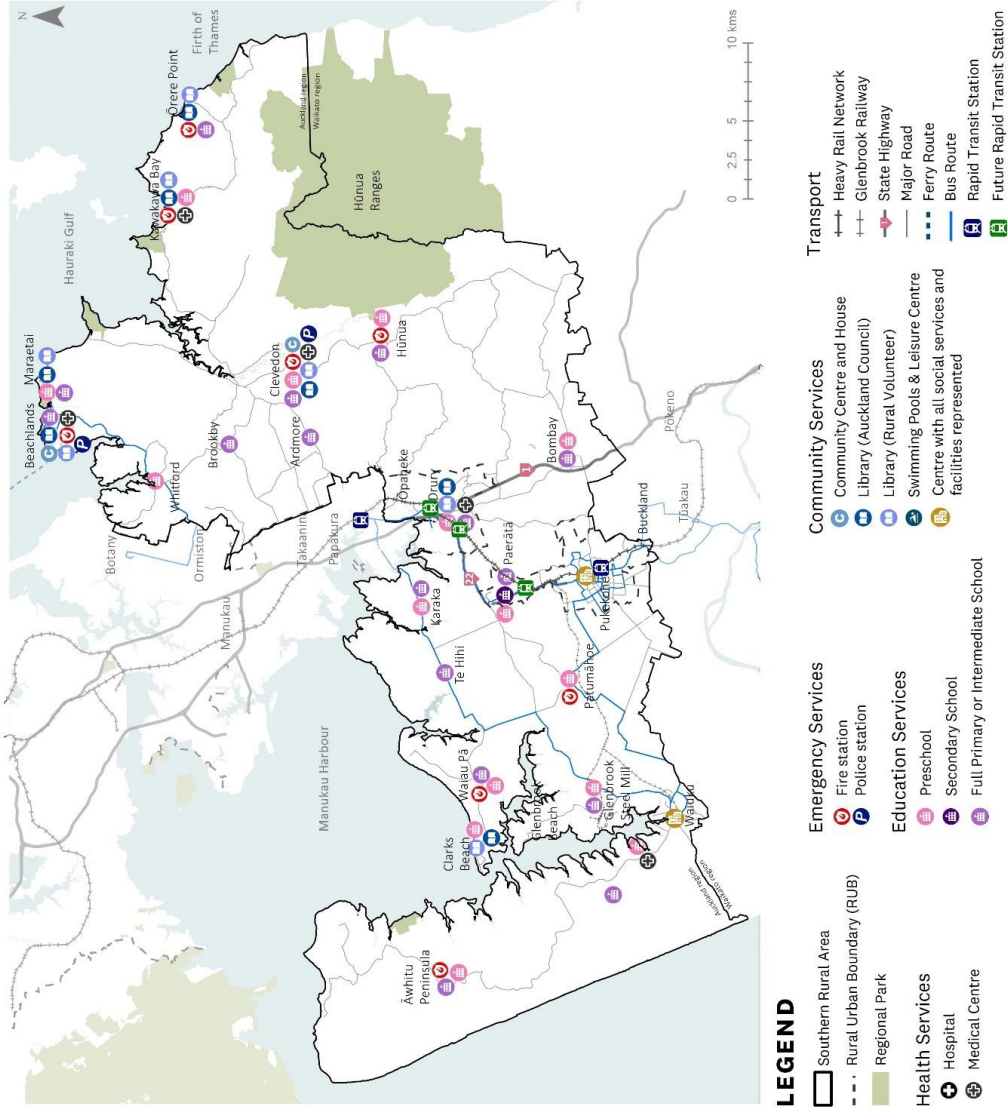 N
Firth of
Thames
Hauraki Gulf
Ōrere Point
Kawakawa Bay
Auckland region
Waikato region
Hūnua
Ranges
Maraetai
Beachlands
Clevedon
Hūnua
Whitford
Brookby
Ardmore
Botany
Ormiston
Manukau
Takaanini
Papakura
Ōpaheke
Drury
Bombay
1
22
Pōkeno
Karaka
Paerātā
Buckland
Tūakau
Pukekohe
Te Hihi
Patumāhoe
Manukau Harbour
Waiau Pā
Clarks
Beach
Glenbrook
Beach
Glenbrook
Steel Mill
Waiuku
Āwhitu
Peninsula
Auckland region
Waikato region
0 2.5 5 10 kms
LEGEND
Southern Rural Area
Rural Urban Boundary (RUB)
Regional Park
Health Services
Hospital
Medical Centre
Emergency Services
Fire station
P Police station
Education Services
Preschool
Secondary School
Full Primary or Intermediate School
Community Services
C Community Centre and House
Library (Auckland Council)
Library (Rural Volunteer)
Swimming Pools & Leisure Centre
Centre with all social services and
facilities represented
Transport
Heavy Rail Network
Glenbrook Railway
1 State Highway
Major Road
Ferry Route
Bus Route
Rapid Transit Station
Future Rapid Transit Station